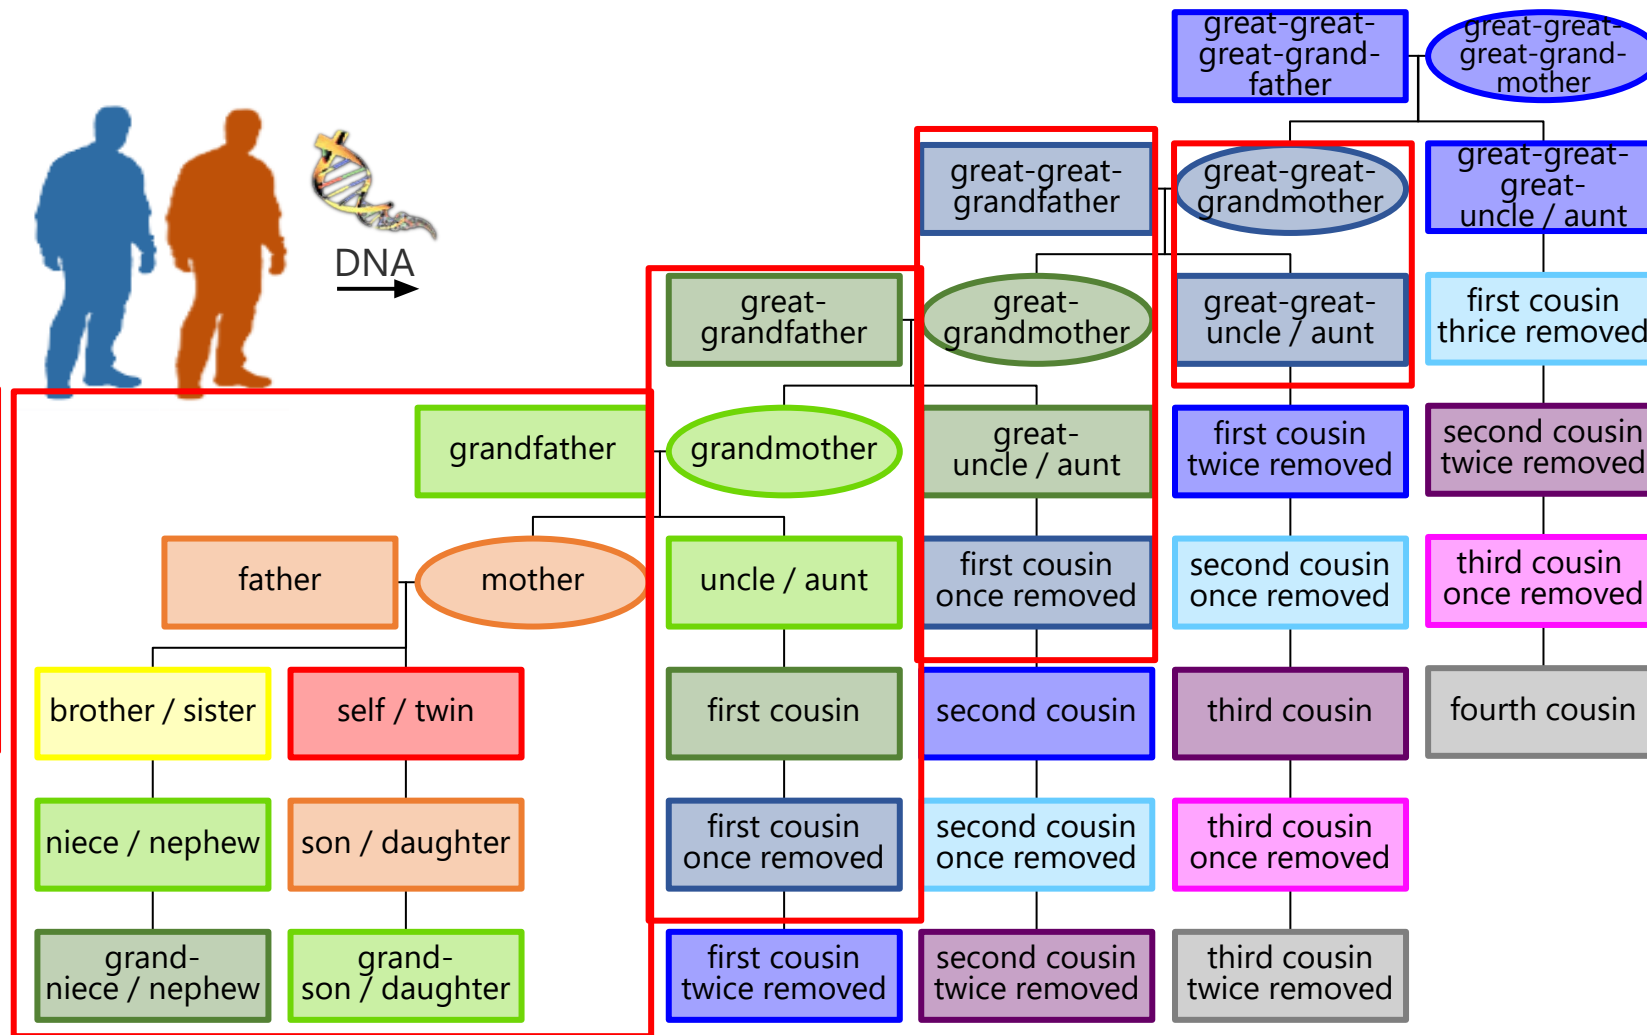 great-great-
great-grand-
father
great-great-
great-grand-
mother
DNA
great-great-
grandfather
great-great-
grandmother
great-great-
great-
uncle / aunt
great-
grandfather
great-
grandmother
great-great-
uncle / aunt
first cousin
thrice removed
grandfather
grandmother
great-
uncle / aunt
first cousin
twice removed
second cousin
twice removed
father
mother
uncle / aunt
first cousin
once removed
second cousin
once removed
third cousin
once removed
brother / sister
self / twin
first cousin
second cousin
third cousin
fourth cousin
niece / nephew
son / daughter
first cousin
once removed
second cousin
once removed
third cousin
once removed
grand-
niece / nephew
grand-
son / daughter
first cousin
twice removed
second cousin
twice removed
third cousin
twice removed